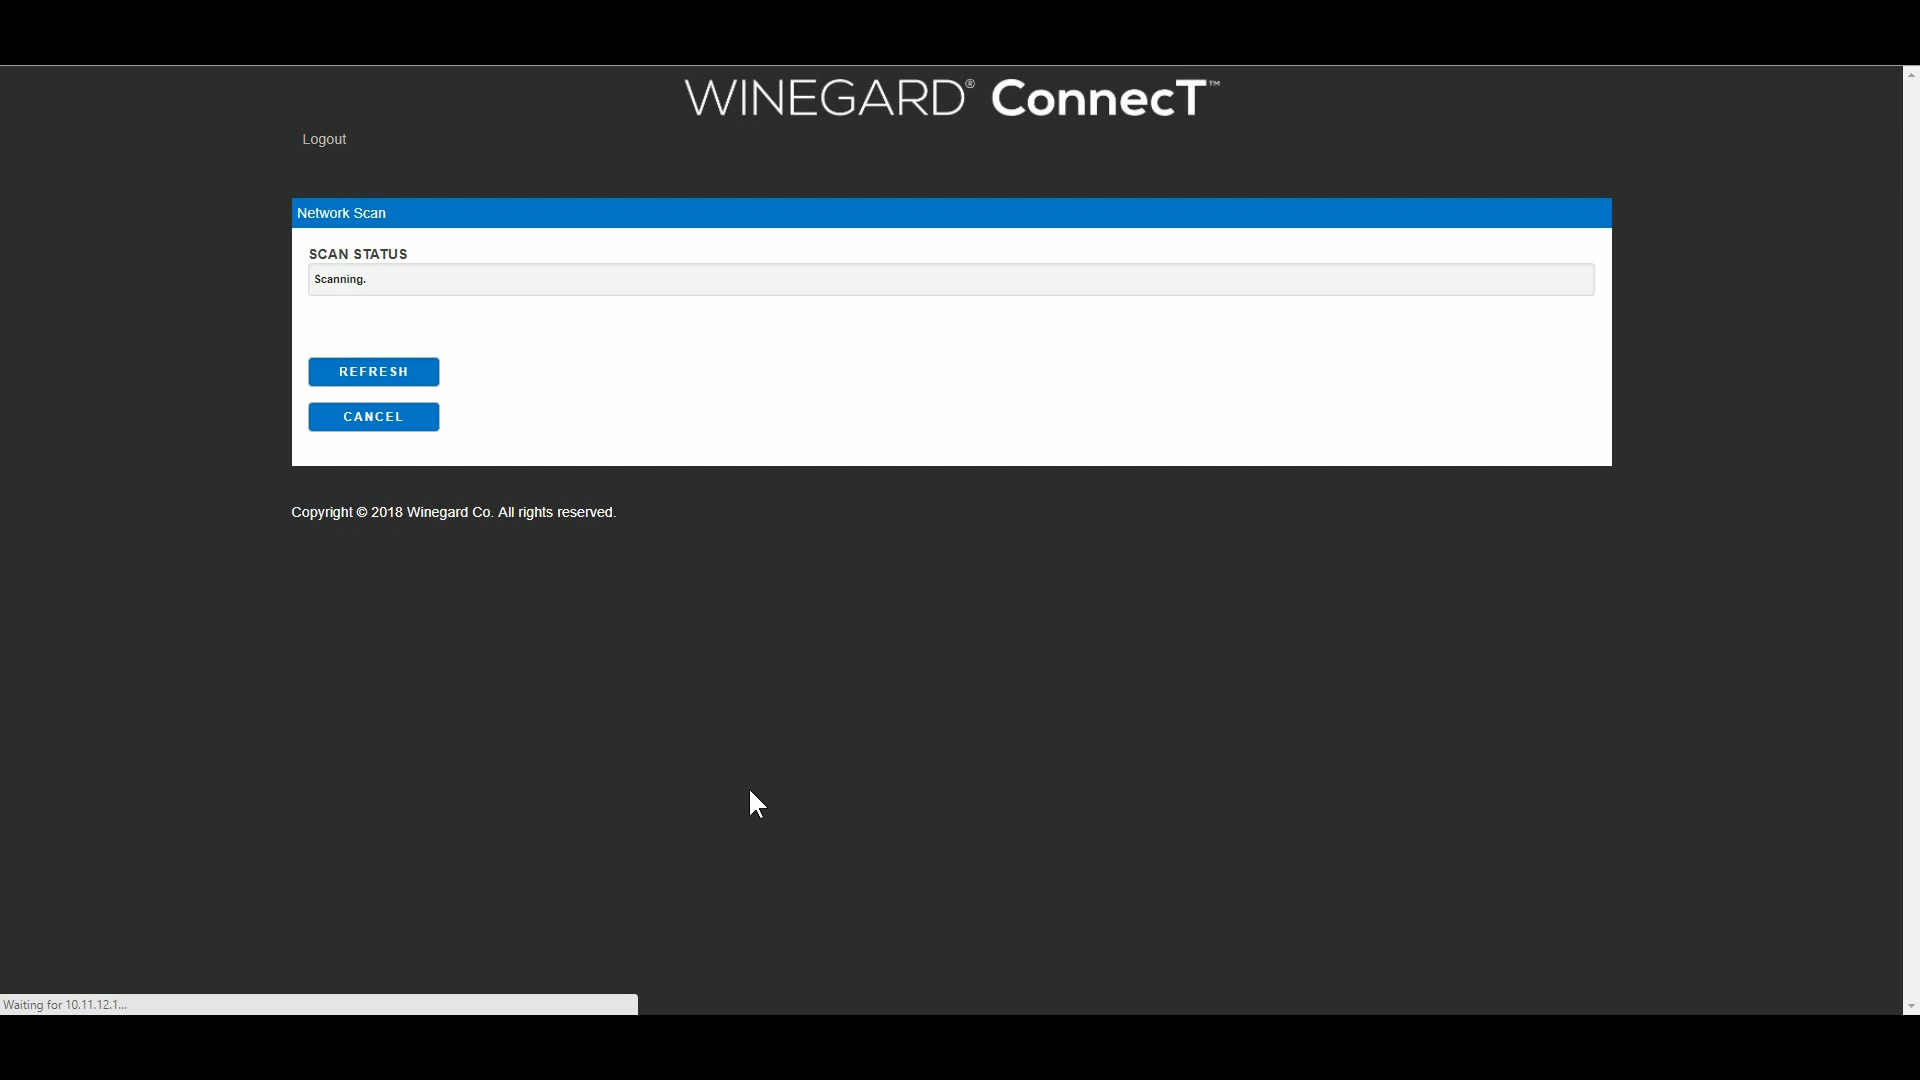 WINEGARD® ConnecT™
Logout
Network Scan
SCAN STATUS
Scanning.
REFRESH
CANCEL
Copyright © 2018 Winegard Co. All rights reserved.
Waiting for 10.11.12.1...